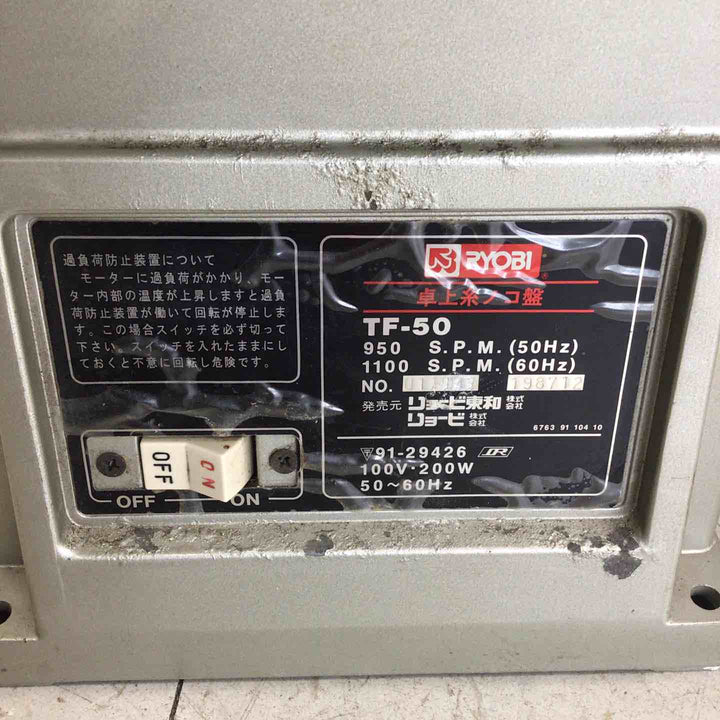 過負荷防止装置について
モーターに過負荷がかかり、モー
ター内部の温度が上昇しますと過負
荷防止装置が働いて回転が停止しま
す。この場合スイッチを必ず切って
下さい。スイッチを入れたままにして
おくと不意に回転し危険です。
OFF
ON
OFF
ON
RYOBI
卓上糸ノコ盤
TF-50
950 S.P.M.(50Hz)
1100 S.P.M.(60Hz)
NO. 198712
発売元 リョービ東和 株式会社
リョービ 株式会社
6763 91 104 10
91-29426
100V·200W
50～60Hz